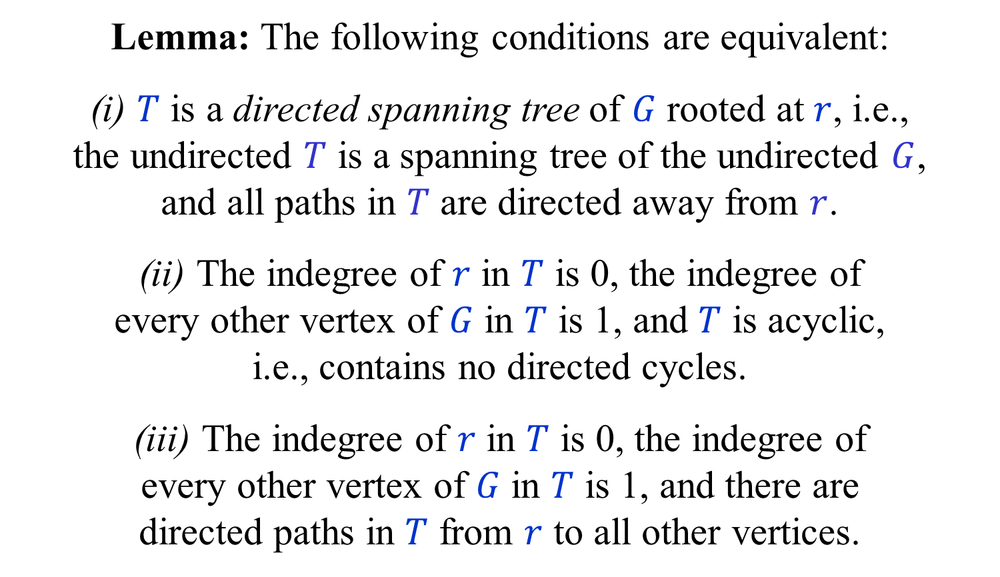 Lemma: The following conditions are equivalent:
(i) T is a directed spanning tree of G rooted at r, i.e.,
the undirected T is a spanning tree of the undirected G,
and all paths in T are directed away from r.
(ii) The indegree of r in T is 0, the indegree of
every other vertex of G in T is 1, and T is acyclic,
i.e., contains no directed cycles.
(iii) The indegree of r in T is 0, the indegree of
every other vertex of G in T is 1, and there are
directed paths in T from r to all other vertices.